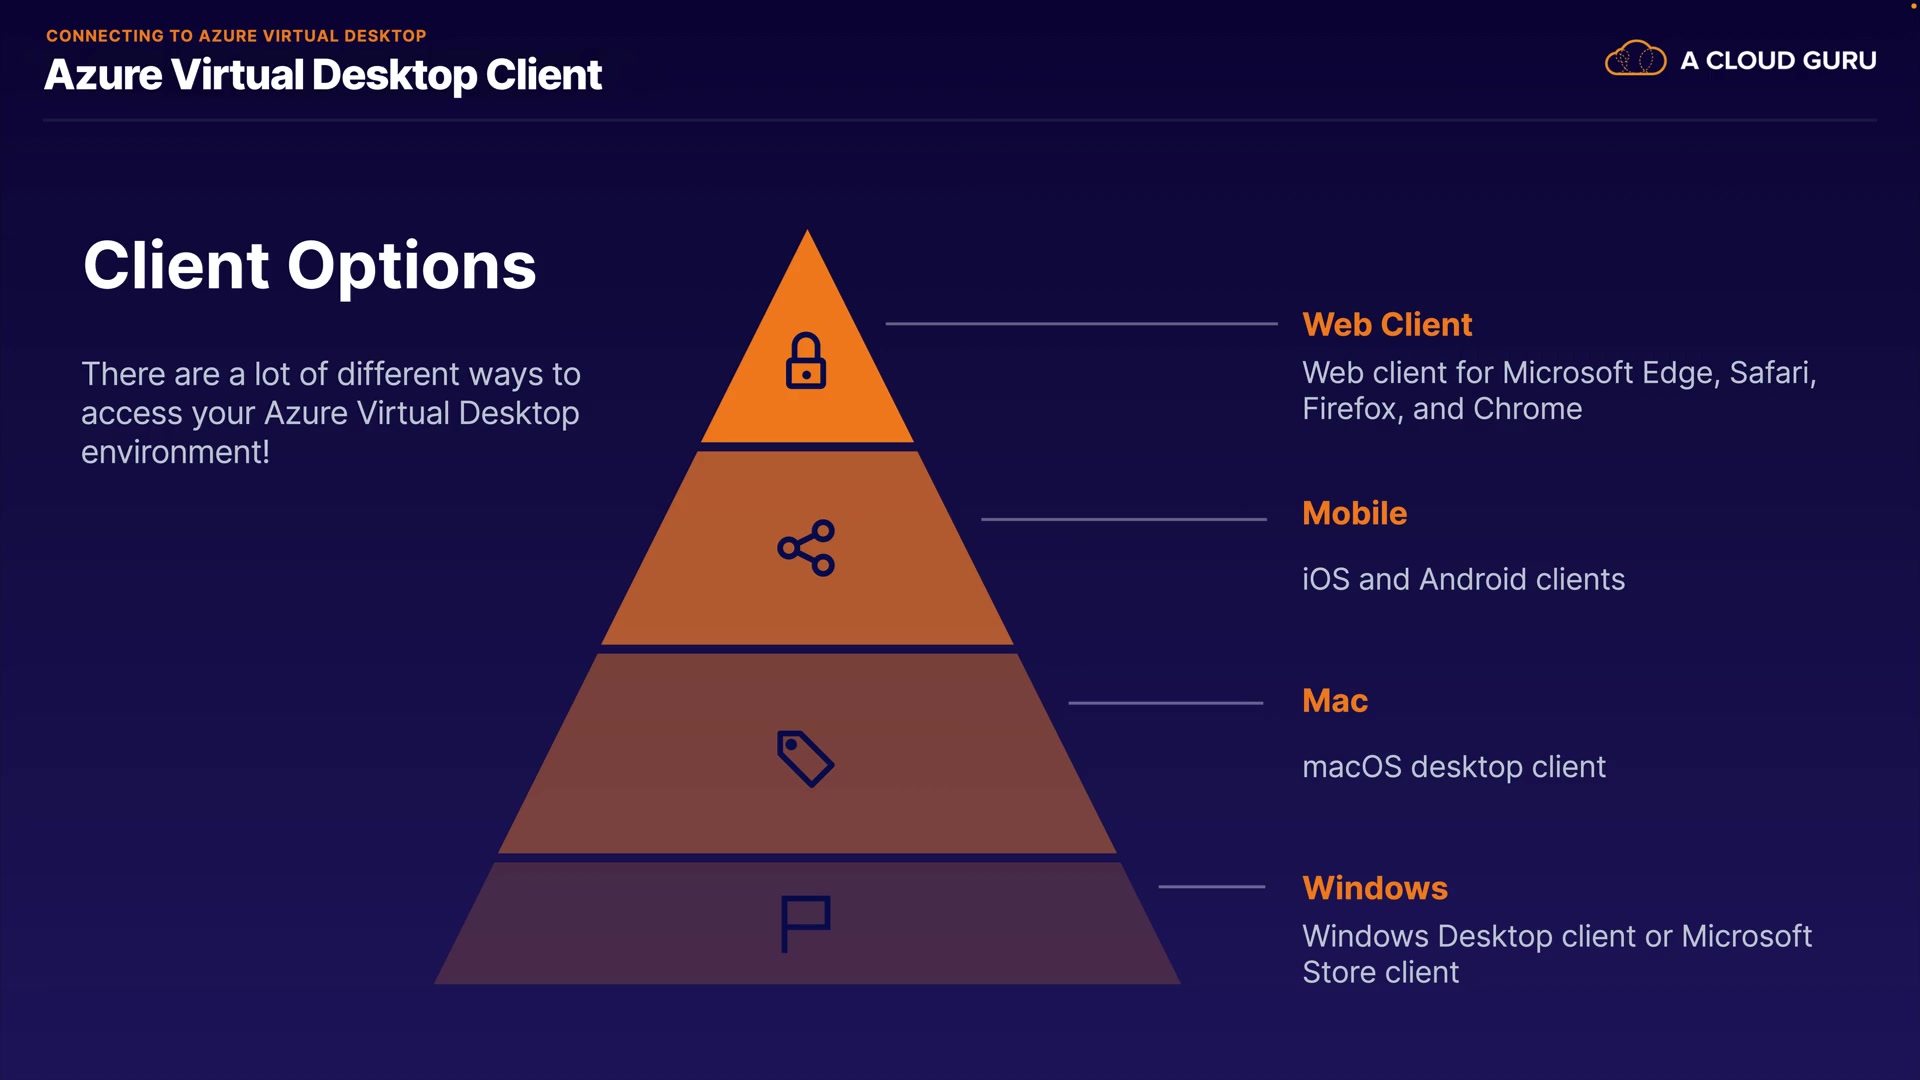 CONNECTING TO AZURE VIRTUAL DESKTOP
Azure Virtual Desktop Client
A CLOUD GURU
Client Options
There are a lot of different ways to
access your Azure Virtual Desktop
environment!
Web Client
Web client for Microsoft Edge, Safari,
Firefox, and Chrome
Mobile
iOS and Android clients
Mac
macOS desktop client
Windows
Windows Desktop client or Microsoft
Store client